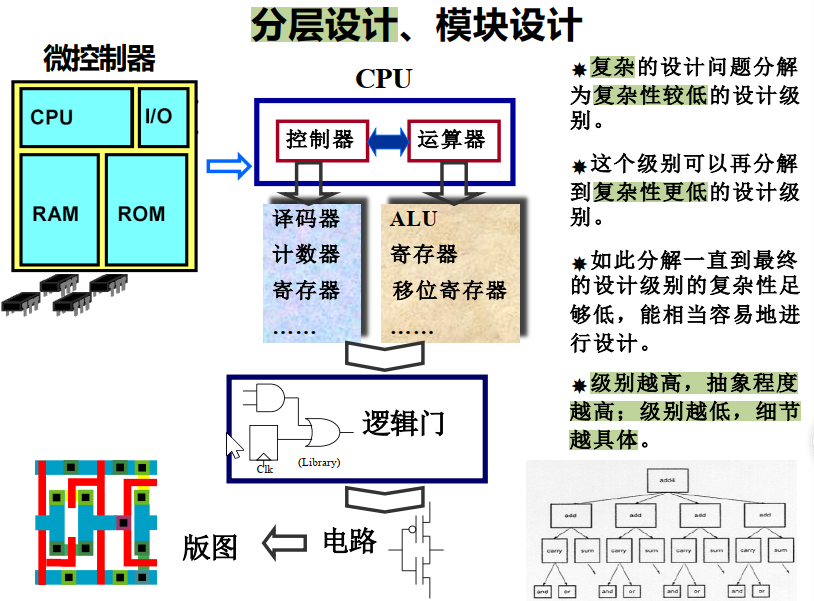 分层设计、模块设计
微控制器
CPU
I/O
RAM
ROM
CPU
控制器
运算器
译码器
计数器
寄存器
……
ALU
寄存器
移位寄存器
……
逻辑门
Clk
(Library)
电路
版图
复杂的设计问题分解
为复杂性较低的设计级
别。
这个级别可以再分解
到复杂性更低的设计级
别。
如此分解一直到最终
的设计级别的复杂性足
够低，能相当容易地进
行设计。
级别越高，抽象程度
越高；级别越低，细节
越具体。
add4
add
add
add
add
carry
sum
carry
sum
carry
sum
carry
sum
and
or
and
or
and
or
and
or